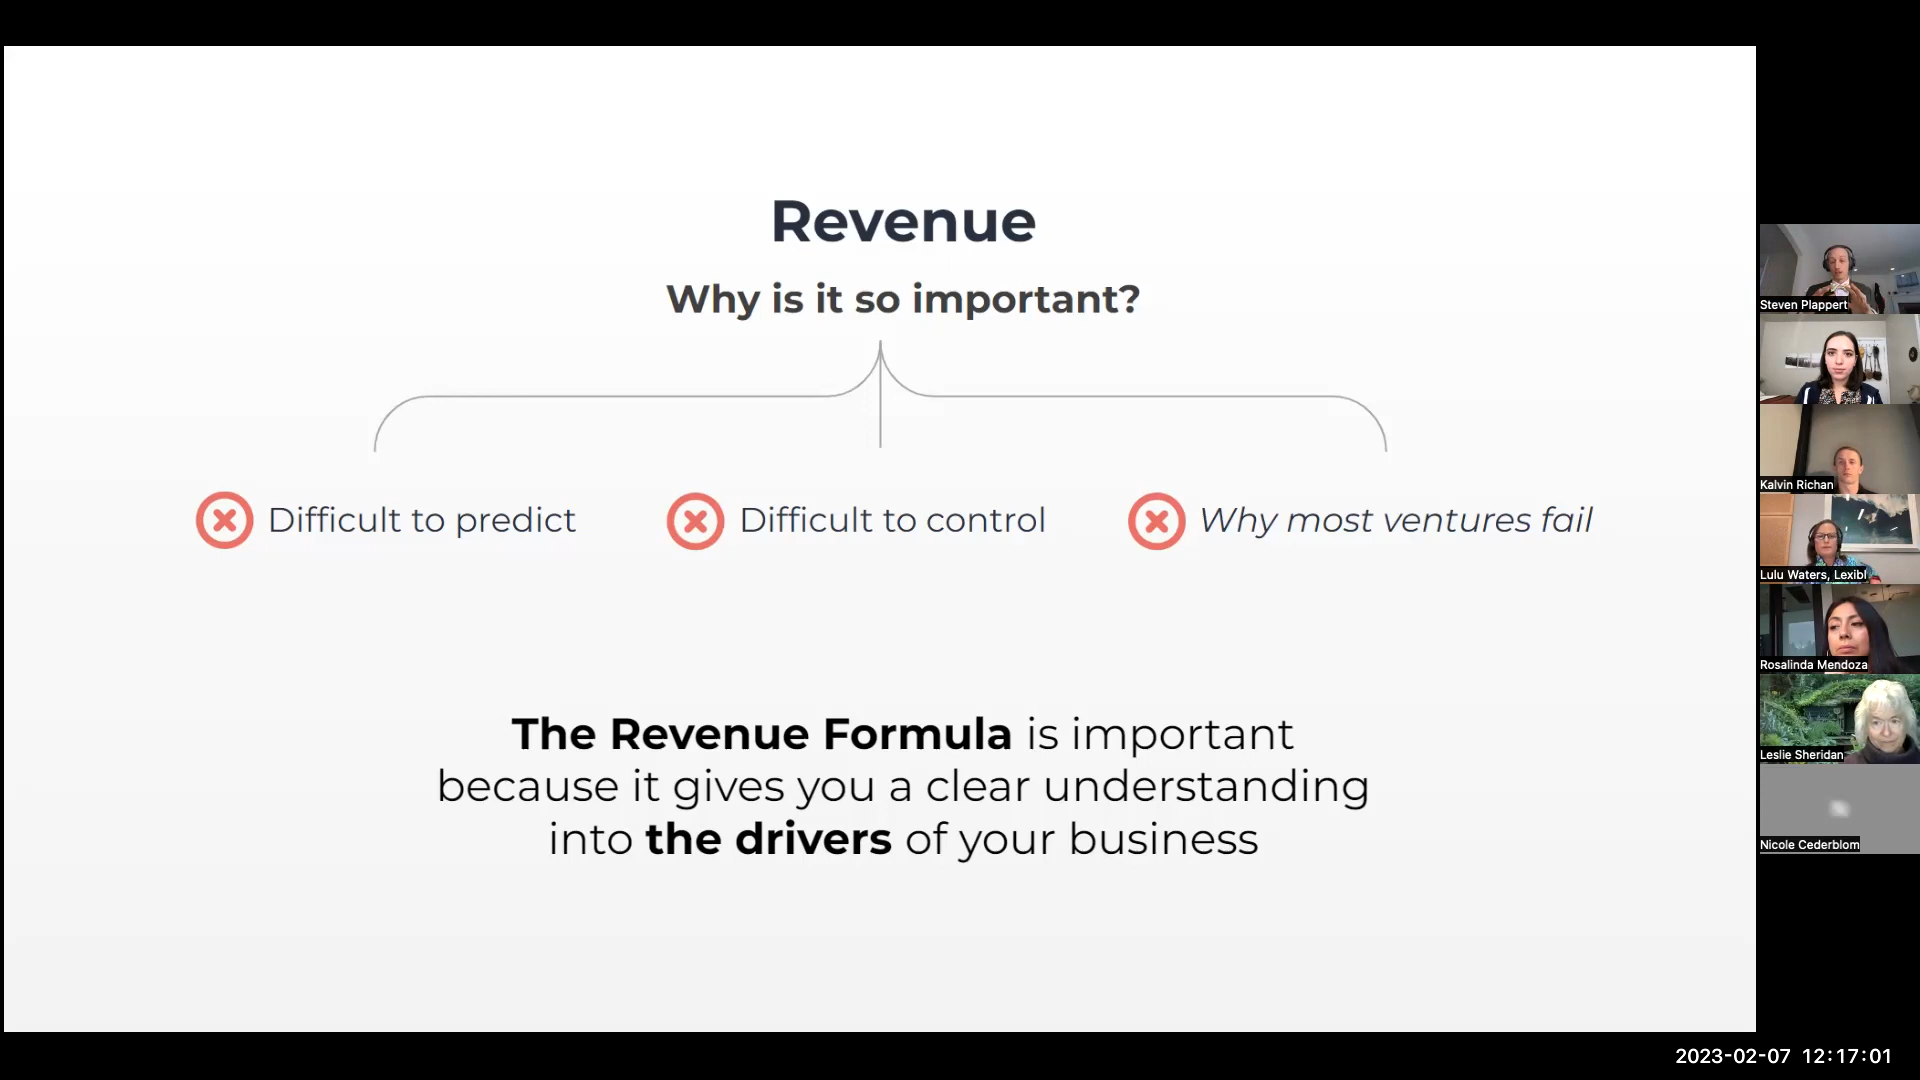 Revenue
Why is it so important?
Difficult to predict
Difficult to control
Why most ventures fail
The Revenue Formula is important
because it gives you a clear understanding
into the drivers of your business
Steven Plappert
Kalvin Richan
Lulu Waters, Lexibl
Rosalinda Mendoza
Leslie Sheridan
Nicole Cederblom
2023-02-07 12:17:01